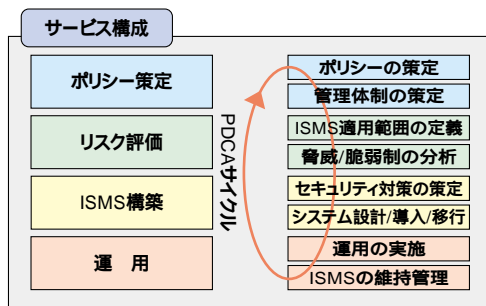 サービス構成
ポリシー策定
リスク評価
ISMS構築
運　用
PDCAサイクル
ポリシーの策定
管理体制の策定
ISMS適用範囲の定義
脅威/脆弱制の分析
セキュリティ対策の策定
システム設計/導入/移行
運用の実施
ISMSの維持管理